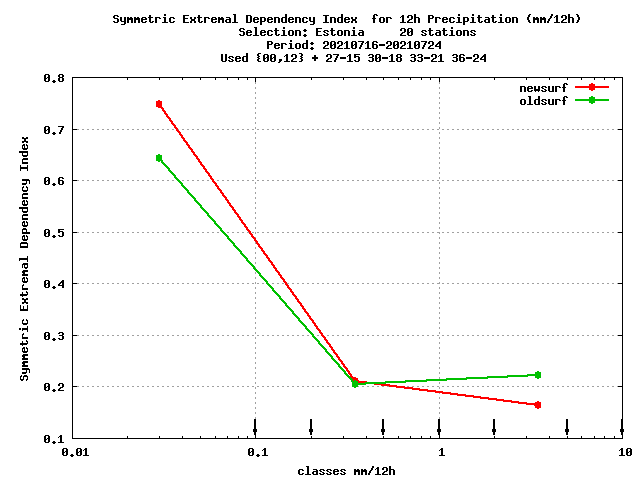 Symmetric Extremal Dependency Index  for 12h Precipitation (mm/12h)
Selection: Estonia     20 stations
Period: 20210716-20210724
Used {00,12} + 27-15 30-18 33-21 36-24
newsurf
oldsurf
0.8
0.7
0.6
0.5
0.4
0.3
0.2
0.1
Symmetric Extremal Dependency Index
0.01 0.1 1 10
classes mm/12h